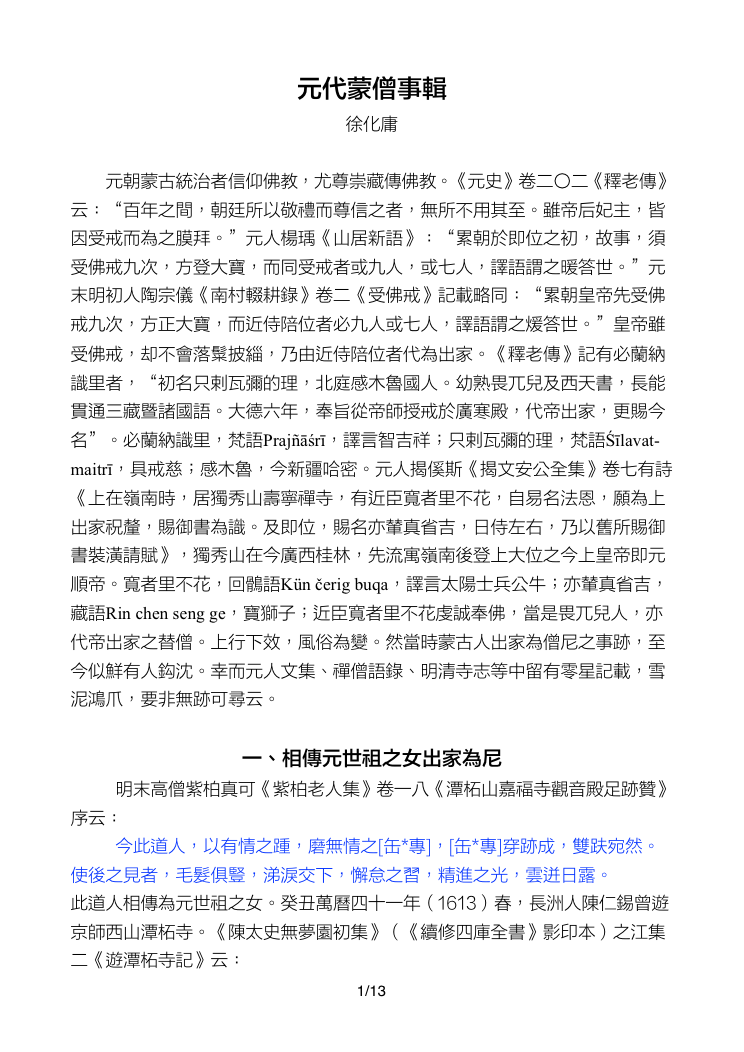 元代蒙僧事輯
徐化庸
元朝蒙古統治者信仰佛教，尤尊崇藏傳佛教。《元史》卷二〇二《釋老傳》
云：“百年之間，朝廷所以敬禮而尊信之者，無所不用其至。雖帝后妃主，皆
因受戒而為之膜拜。”元人楊瑀《山居新語》：“累朝於即位之初，故事，須
受佛戒九次，方登大寶，而同受戒者或九人，或七人，譯語謂之暖答世。”元
末明初人陶宗儀《南村輟耕錄》卷二《受佛戒》記載略同：“累朝皇帝先受佛
戒九次，方正大寶，而近侍陪位者必九人或七人，譯語謂之煖答世。”皇帝雖
受佛戒，却不會落鬀披緇，乃由近侍陪位者代為出家。《釋老傳》記有必蘭納
識里者，“初名只剌瓦彌的理，北庭感木魯國人。幼熟畏兀兒及西天書，長能
貫通三藏暨諸國語。大德六年，奉旨從帝師授戒於廣寒殿，代帝出家，更賜今
名”。必蘭納識里，梵語Prajñāśrī，譯言智吉祥；只剌瓦彌的理，梵語Śīlavat-
maitrī，具戒慈；感木魯，今新疆哈密。元人揭傒斯《揭文安公全集》卷七有詩
《上在嶺南時，居獨秀山壽寧禪寺，有近臣寬者里不花，自易名法恩，願為上
出家祝釐，賜御書為識。及即位，賜名亦輦真省吉，日侍左右，乃以舊所賜御
書裝潢請賦》，獨秀山在今廣西桂林，先流寓嶺南後登上大位之今上皇帝即元
順帝。寬者里不花，回鶻語Kün čerig buqa，譯言太陽士兵公牛；亦輦真省吉，
藏語Rin chen seng ge，寶獅子；近臣寬者里不花虔誠奉佛，當是畏兀兒人，亦
代帝出家之替僧。上行下效，風俗為變。然當時蒙古人出家為僧尼之事跡，至
今似鮮有人鈎沈。幸而元人文集、禪僧語錄、明清寺志等中留有零星記載，雪
泥鴻爪，要非無跡可尋云。
一、相傳元世祖之女出家為尼
明末高僧紫柏真可《紫柏老人集》卷一八《潭柘山嘉福寺觀音殿足跡贊》
序云：
今此道人，以有情之踵，磨無情之[缶*專]，[缶*專]穿跡成，雙趺宛然。
使後之見者，毛髮俱豎，涕淚交下，懈怠之習，精進之光，雲迸日露。
此道人相傳為元世祖之女。癸丑萬曆四十一年（1613）春，長洲人陳仁錫曾遊
京師西山潭柘寺。《陳太史無夢園初集》（《續修四庫全書》影印本）之江集
二《遊潭柘寺記》云：
1/13